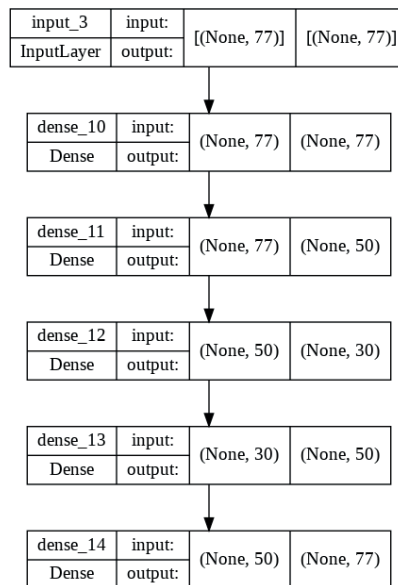 input_3 input: [(None, 77)] [(None, 77)]
InputLayer output:
dense_10 input: (None, 77) (None, 77)
Dense output:
dense_11 input: (None, 77) (None, 50)
Dense output:
dense_12 input: (None, 50) (None, 30)
Dense output:
dense_13 input: (None, 30) (None, 50)
Dense output:
dense_14 input: (None, 50) (None, 77)
Dense output: